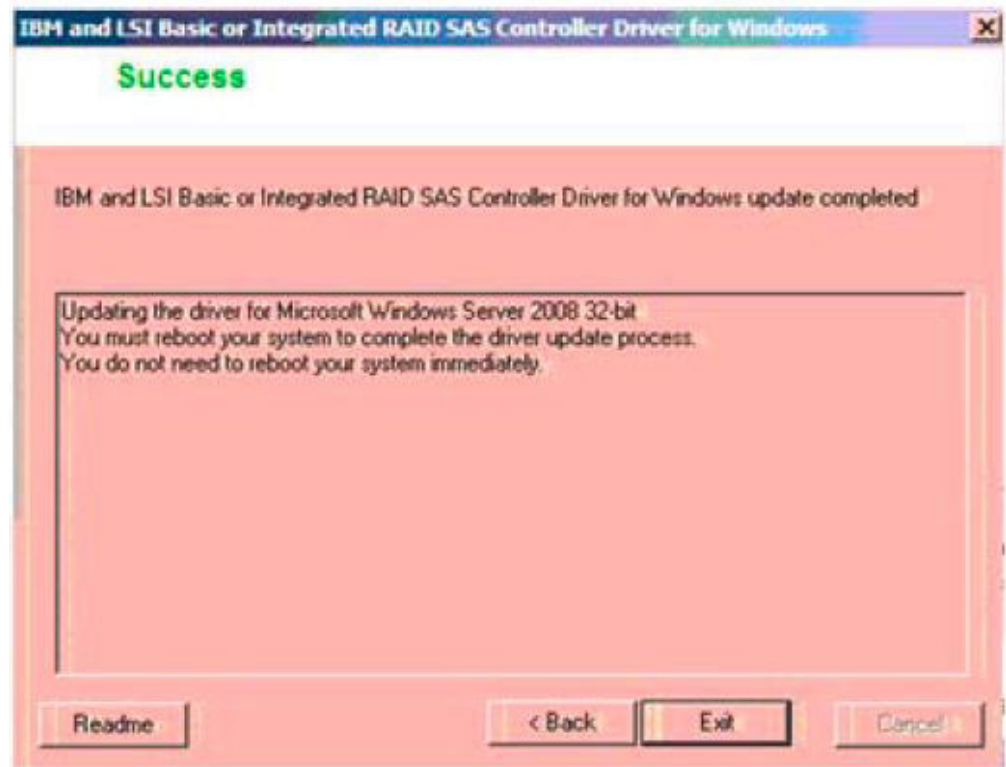 IBM and LSI Basic or Integrated RAID SAS Controller Driver for Windows
Success
IBM and LSI Basic or Integrated RAID SAS Controller Driver for Windows update completed
Updating the driver for Microsoft Windows Server 2008 32-bit
You must reboot your system to complete the driver update process.
You do not need to reboot your system immediately.
Readme
< Back
Exit
Cancel